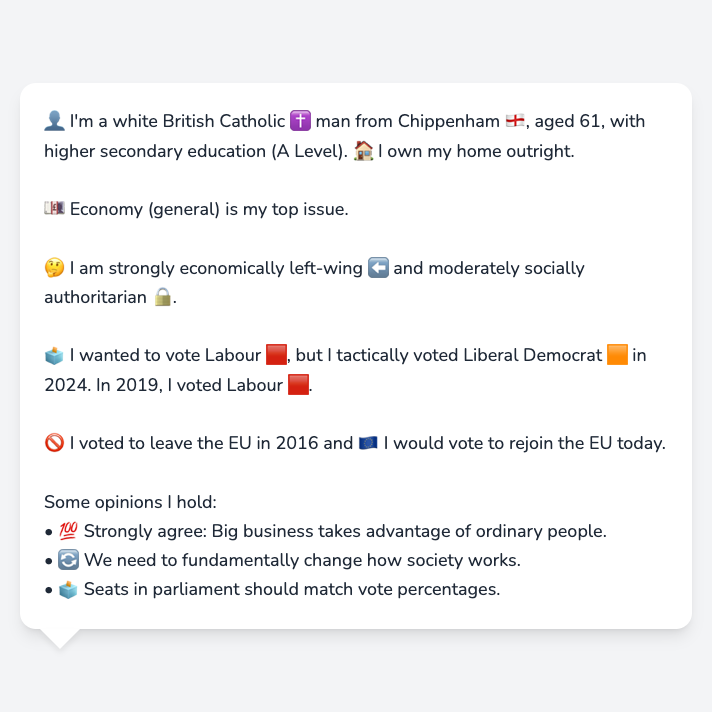 👤 I'm a white British Catholic ✝️ man from Chippenham 🏴󠁧󠁢󠁥󠁮󠁧󠁿, aged 61, with
higher secondary education (A Level). 🏠 I own my home outright.
💷 Economy (general) is my top issue.
🤔 I am strongly economically left-wing ⬅️ and moderately socially
authoritarian 🔒.
🗳️ I wanted to vote Labour 🟥, but I tactically voted Liberal Democrat 🟧 in
2024. In 2019, I voted Labour 🟥.
🚫 I voted to leave the EU in 2016 and 🇪🇺 I would vote to rejoin the EU today.
Some opinions I hold:
• 💯 Strongly agree: Big business takes advantage of ordinary people.
• 🔄 We need to fundamentally change how society works.
• 🗳️ Seats in parliament should match vote percentages.